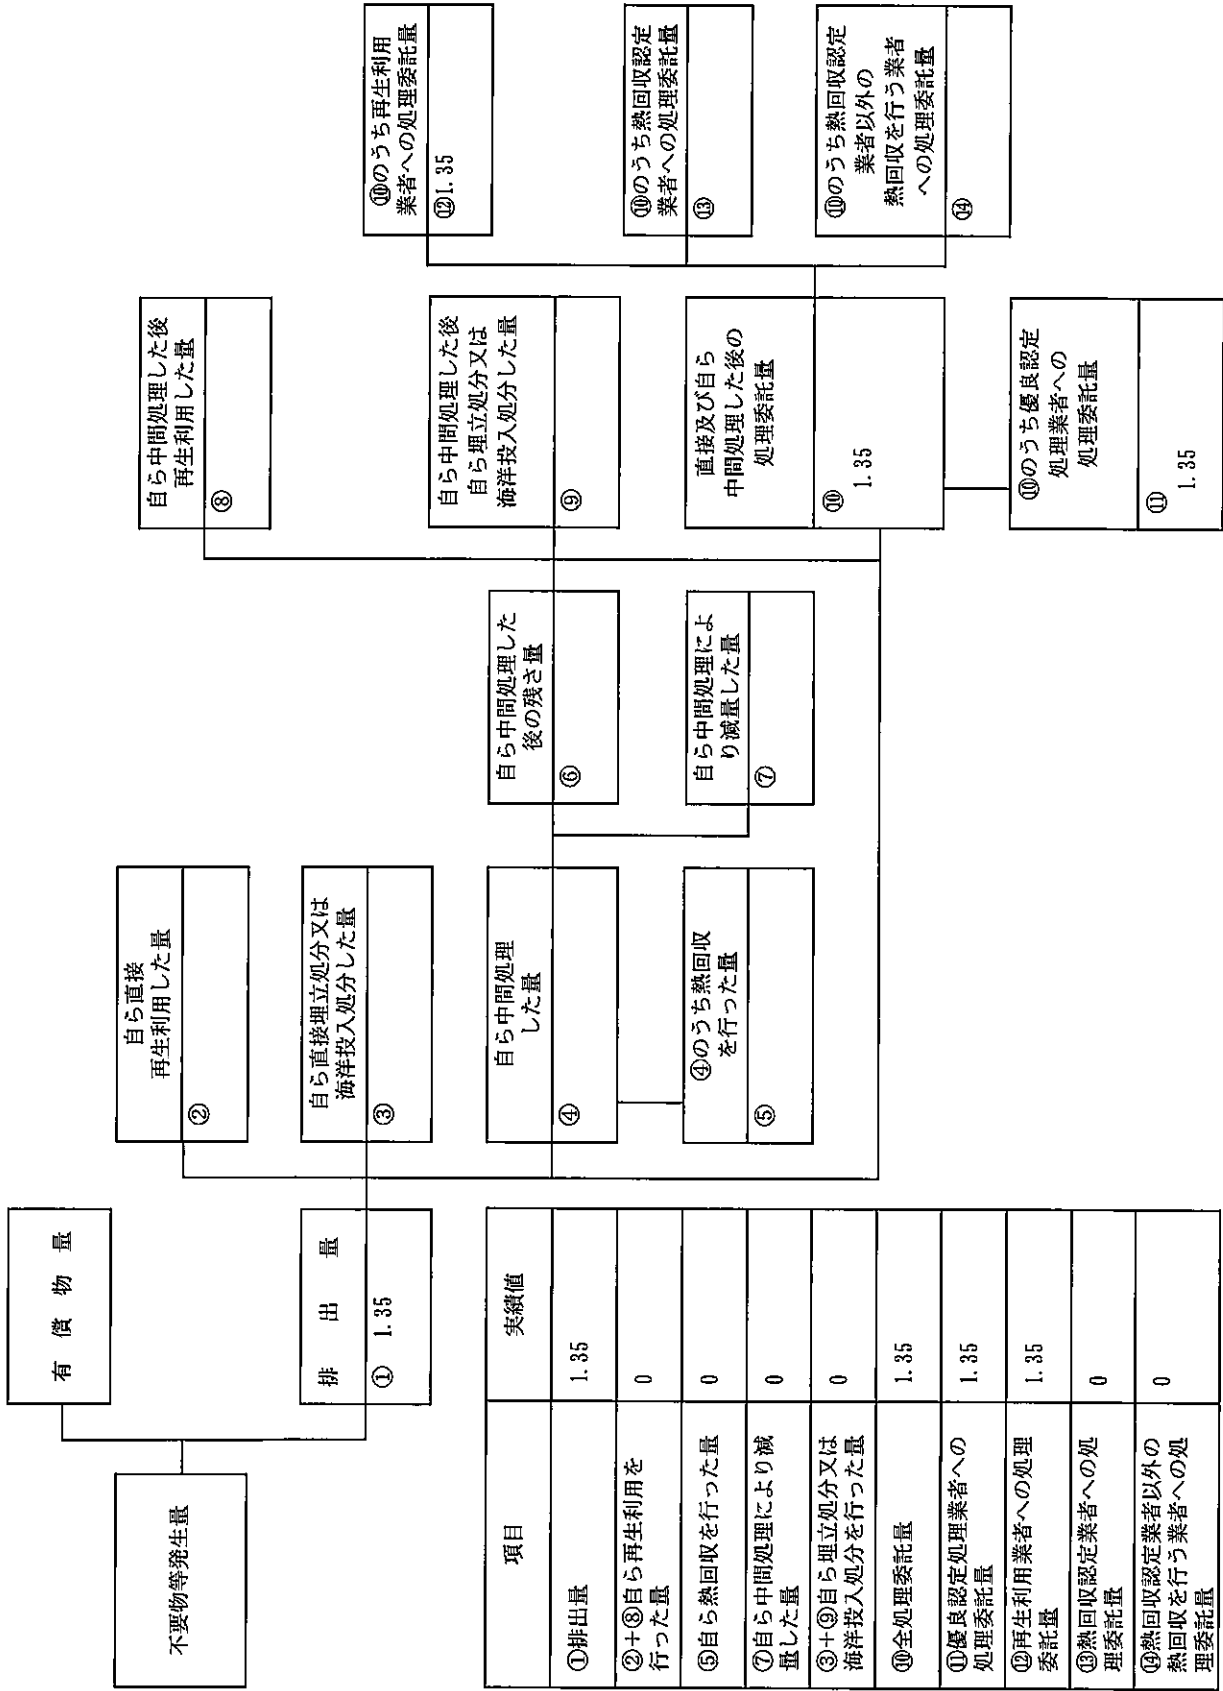 不要物等発生量
有償物量
排出量
① 1.35
自ら直接
再生利用した量
②
自ら直接埋立処分又は
海洋投入処分した量
③
自ら中間処理
した量
④
④のうち熱回収
を行った量
⑤
自ら中間処理した
後の残さ量
⑥
自ら中間処理によ
り減量した量
⑦
自ら中間処理した後
再生利用した量
⑧
自ら中間処理した後
自ら埋立処分又は
海洋投入処分した量
⑨
直接及び自ら
中間処理した後の
処理委託量
⑩ 1.35
⑩のうち優良認定
処理業者への
処理委託量
⑪ 1.35
⑩のうち再生利用
業者への処理委託量
⑫1.35
⑩のうち熱回収認定
業者への処理委託量
⑬
⑩のうち熱回収認定
業者以外の
熱回収を行う業者
への処理委託量
⑭
項目 実績値
①排出量 1.35
②+⑧自ら再生利用を
行った量 0
⑤自ら熱回収を行った量 0
⑦自ら中間処理により減
量した量 0
③+⑨自ら埋立処分又は
海洋投入処分を行った量 0
⑩全処理委託量 1.35
⑪優良認定処理業者への
処理委託量 1.35
⑫再生利用業者への処理
委託量 1.35
⑬熱回収認定業者への処
理委託量 0
⑭熱回収認定業者以外の
熱回収を行う業者への処
理委託量 0